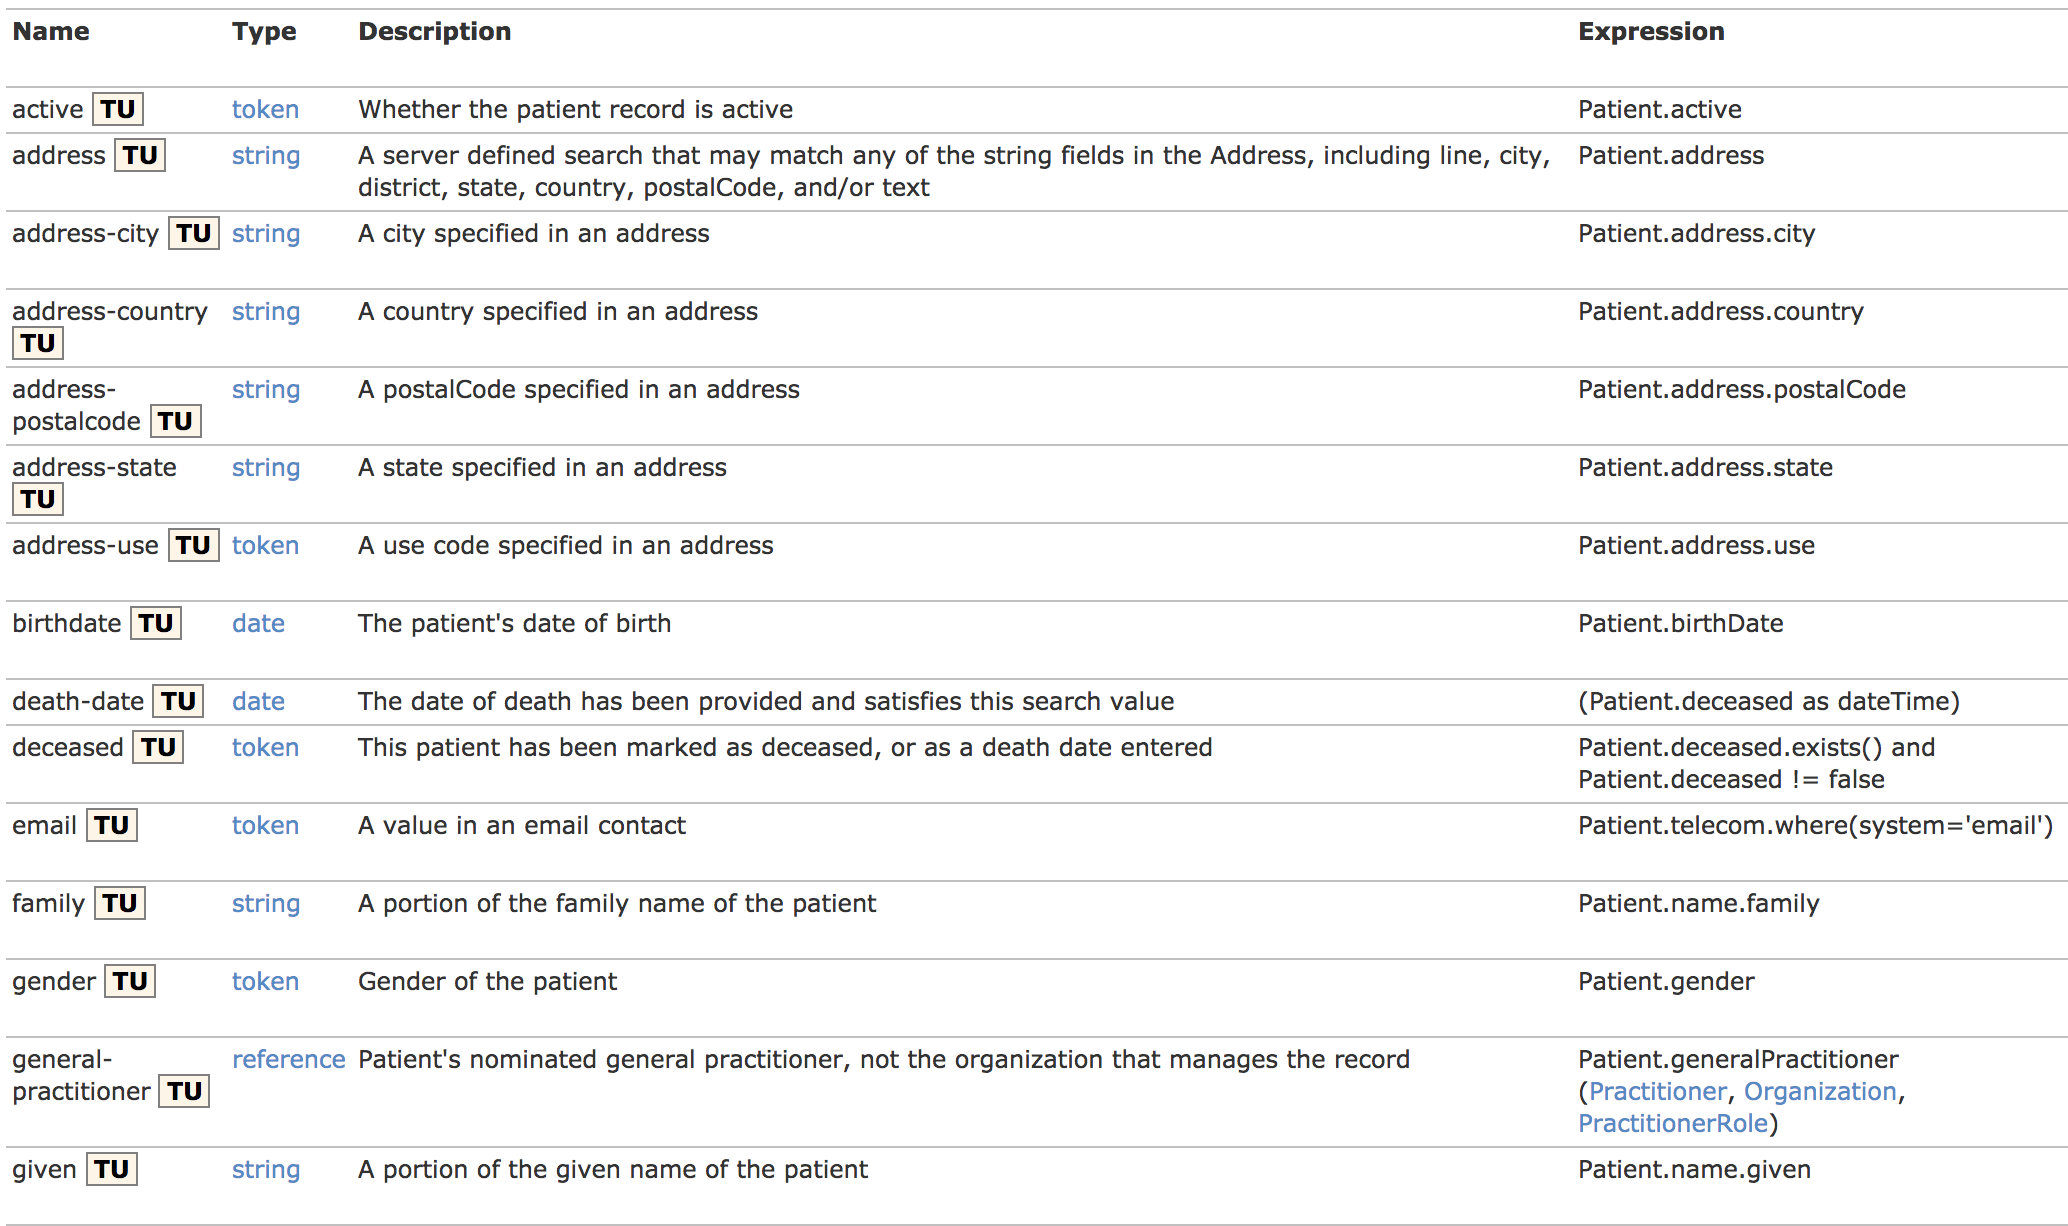 Name Type Description Expression
active TU token Whether the patient record is active Patient.active
address TU string A server defined search that may match any of the string fields in the Address, including line, city, Patient.address
district, state, country, postalCode, and/or text
address-city TU string A city specified in an address Patient.address.city
address-country string A country specified in an address Patient.address.country
TU
address- string A postalCode specified in an address Patient.address.postalCode
postalcode TU
address-state string A state specified in an address Patient.address.state
TU
address-use TU token A use code specified in an address Patient.address.use
birthdate TU date The patient's date of birth Patient.birthDate
death-date TU date The date of death has been provided and satisfies this search value (Patient.deceased as dateTime)
deceased TU token This patient has been marked as deceased, or as a death date entered Patient.deceased.exists() and
Patient.deceased != false
email TU token A value in an email contact Patient.telecom.where(system='email')
family TU string A portion of the family name of the patient Patient.name.family
gender TU token Gender of the patient Patient.gender
general- reference Patient's nominated general practitioner, not the organization that manages the record Patient.generalPractitioner
practitioner TU (Practitioner, Organization,
PractitionerRole)
given TU string A portion of the given name of the patient Patient.name.given